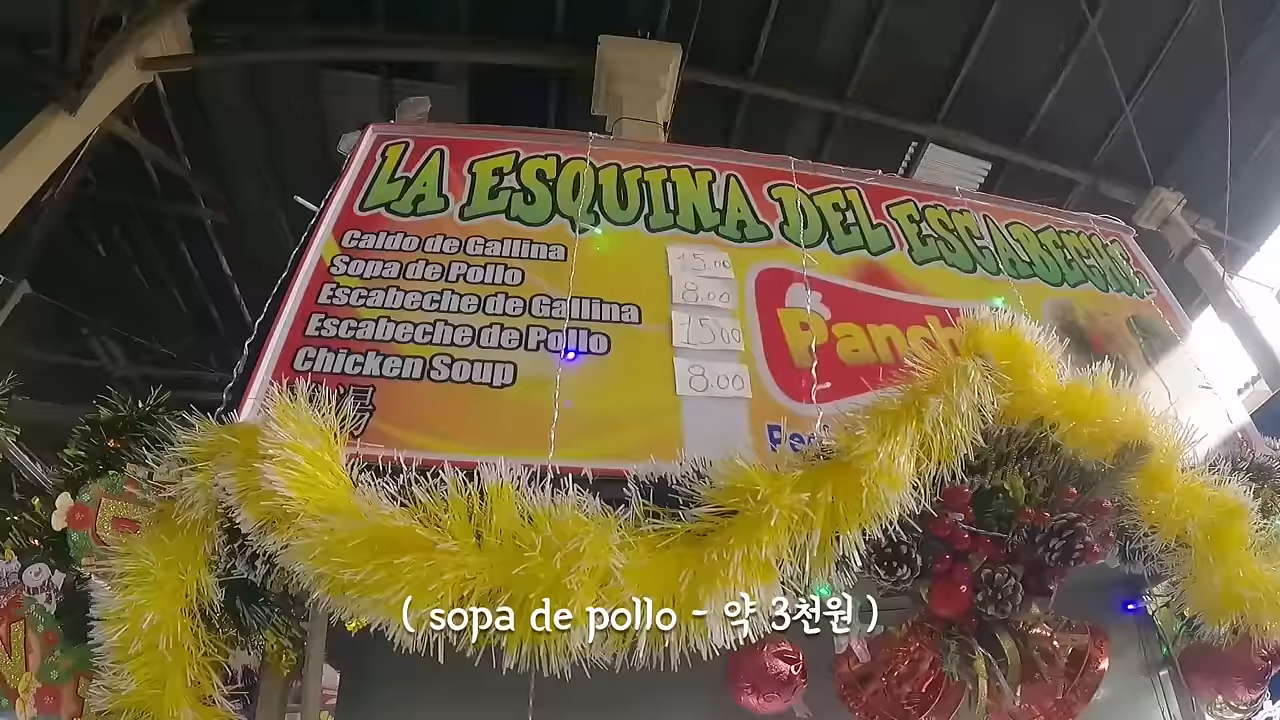 LA ESQUINA DEL ESCABECHE
Caldo de Gallina 15.00
Sopa de Pollo 8.00
Escabeche de Gallina 15.00
Escabeche de Pollo 8.00
Chicken Soup
湯
( sopa de pollo - 약 3천원 )